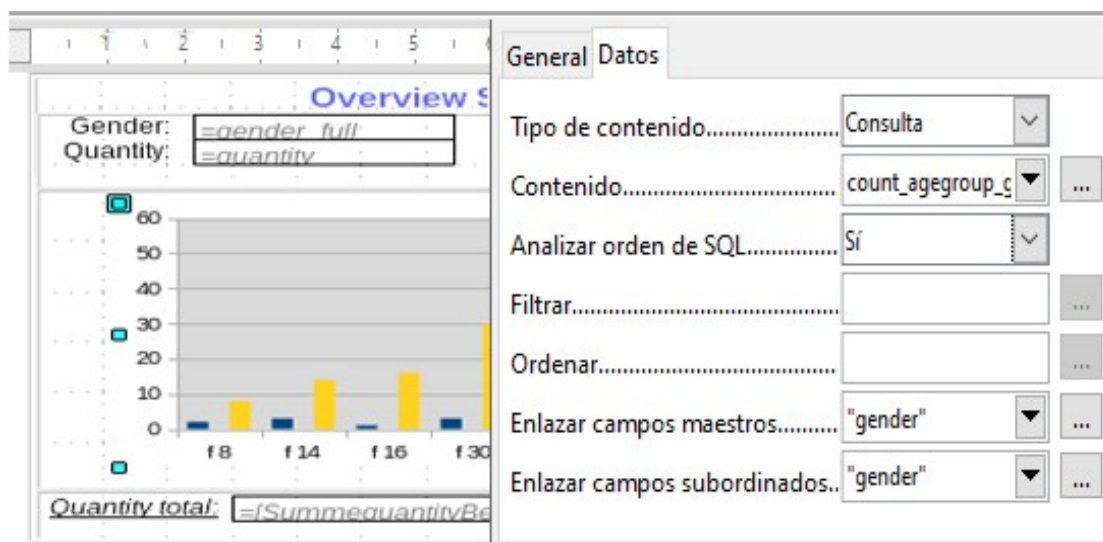 1 2 3 4 5
Overview
Gender: =gender_full
Quantity: =quantity
60
50
40
30
20
10
0
f 8 f 14 f 16 f 30
Quantity total:
General Datos
Tipo de contenido Consulta
Contenido count_agegroup_g ...
Analizar orden de SQL Sí
Filtrar ...
Ordenar ...
Enlazar campos maestros "gender" ...
Enlazar campos subordinados "gender" ...